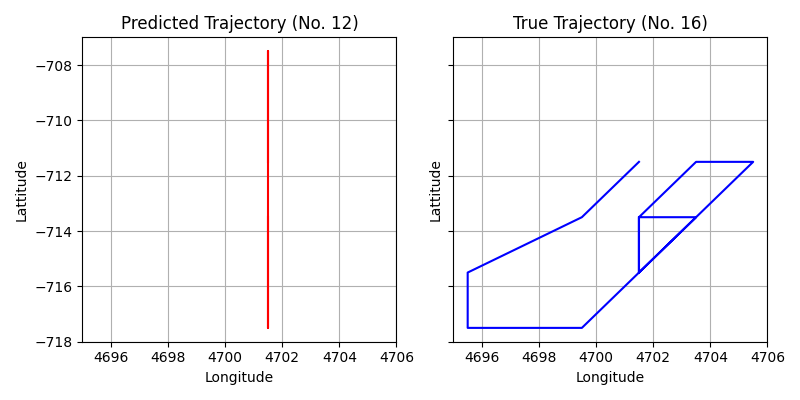 Predicted Trajectory (No. 12)
True Trajectory (No. 16)
−708
−710
−712
−714
−716
−718
Lattitude
Lattitude
4696 4698 4700 4702 4704 4706
4696 4698 4700 4702 4704 4706
Longitude
Longitude